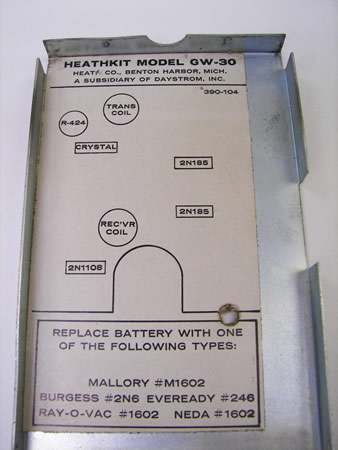 HEATHKIT MODEL GW-30
HEATH CO., BENTON HARBOR, MICH.
A SUBSIDIARY OF DAYSTROM, INC.
390-104
TRANS
COIL
R-424
CRYSTAL
2N185
2N185
REC'VR
COIL
2N1108
REPLACE BATTERY WITH ONE
OF THE FOLLOWING TYPES:
MALLORY #M1602
BURGESS #2N6 EVEREADY #246
RAY-O-VAC #1602 NEDA #1602